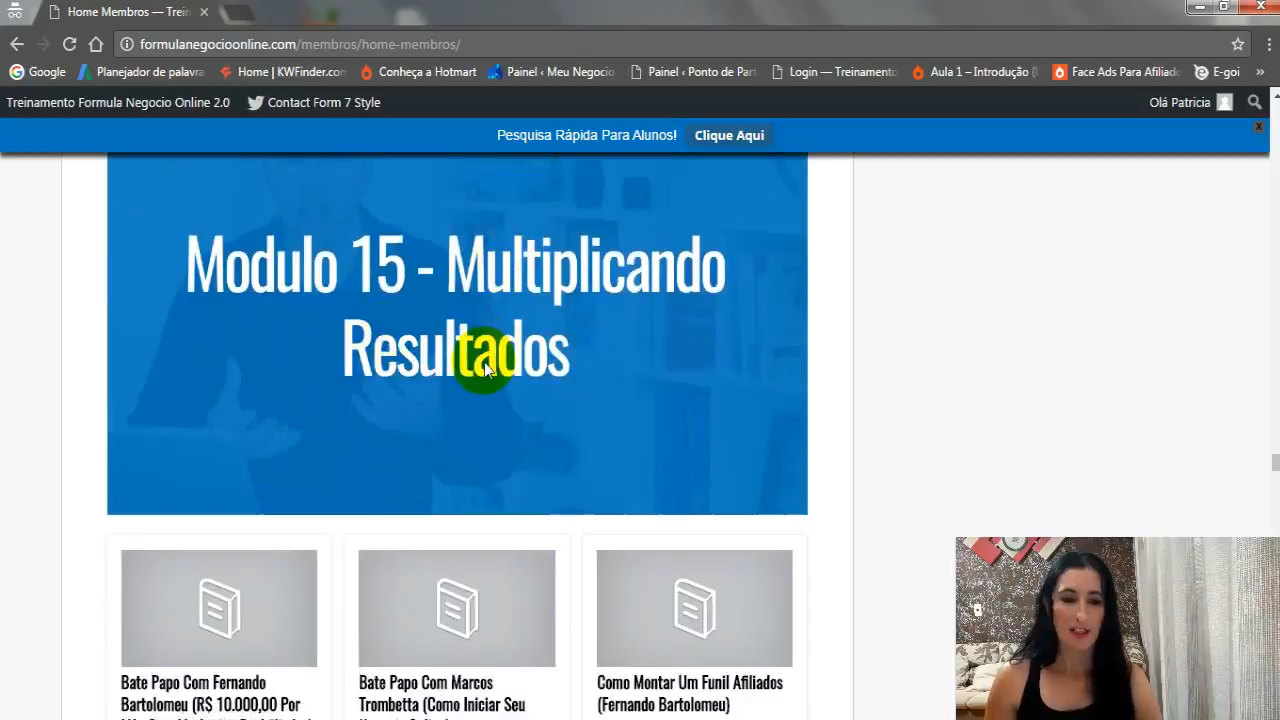 Home Membros — Trein
formulanegocioonline.com/membros/home-membros/
Google
Planejador de palavra
Home | KWFinder.com
Conheça a Hotmart
Painel ‹ Meu Negocio
Painel ‹ Ponto de Part
Login — Treinamento
Aula 1 – Introdução (
Face Ads Para Afiliado
E-goi
Treinamento Formula Negocio Online 2.0
Contact Form 7 Style
Olá Patricia
Pesquisa Rápida Para Alunos! Clique Aqui
Modulo 15 - Multiplicando
Resultados
Bate Papo Com Fernando
Bartolomeu (R$ 10.000,00 Por
Bate Papo Com Marcos
Trombetta (Como Iniciar Seu
Como Montar Um Funil Afiliados
(Fernando Bartolomeu)